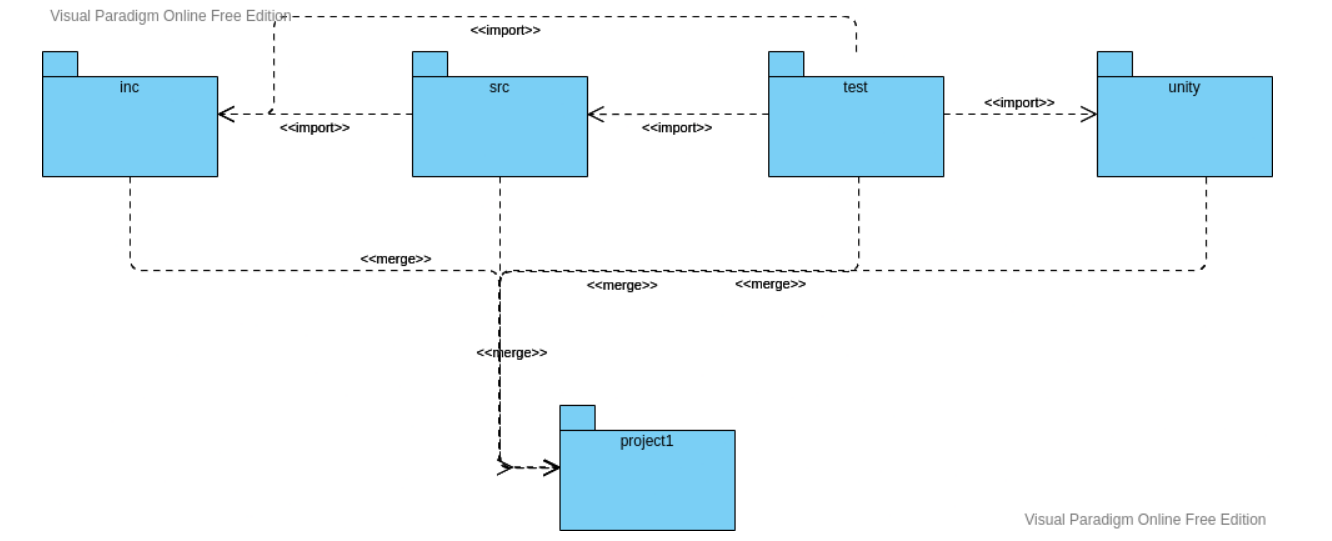 Visual Paradigm Online Free Edition
<<import>>
inc
src
test
unity
<<import>>
<<import>>
<<import>>
<<merge>>
<<merge>>
<<merge>>
<<merge>>
project1
Visual Paradigm Online Free Edition